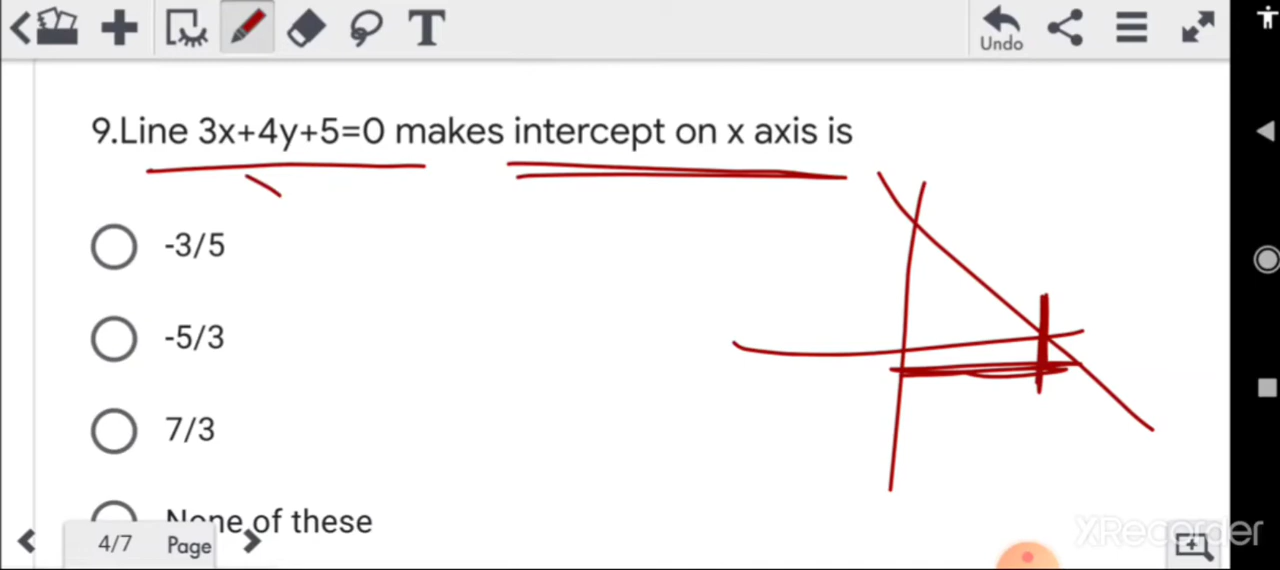 T
Undo
9.Line 3x+4y+5=0 makes intercept on x axis is
-3/5
-5/3
7/3
None of these
4/7 Page
XRecorder